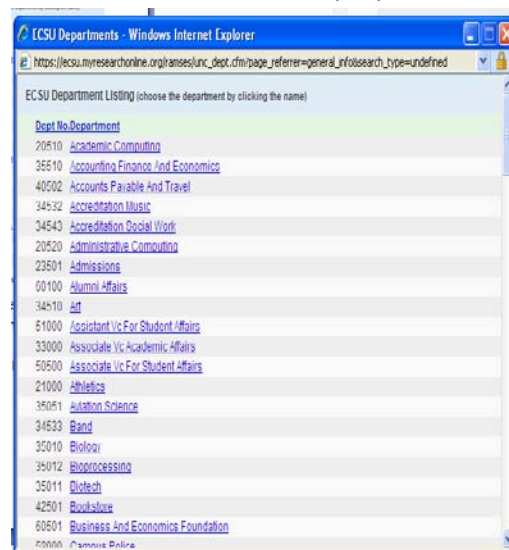 ECSU Departments - Windows Internet Explorer
https://ecsu.myresearchonline.org/ramses/unc_dept.cfm?page_referrer=general_info&search_type=undefined
ECSU Department Listing (choose the department by clicking the name)
Dept No. Department
20510 Academic Computing
35510 Accounting Finance And Economics
40502 Accounts Payable And Travel
34532 Accreditation Music
34543 Accreditation Social Work
20520 Administrative Computing
23501 Admissions
60100 Alumni Affairs
34510 Art
51000 Assistant Vc For Student Affairs
33000 Associate Vc Academic Affairs
50500 Associate Vc For Student Affairs
21000 Athletics
35051 Aviation Science
34533 Band
35010 Biology
35012 Bioprocessing
35011 Biotech
42501 Bookstore
60501 Business And Economics Foundation
52000 Campus Police